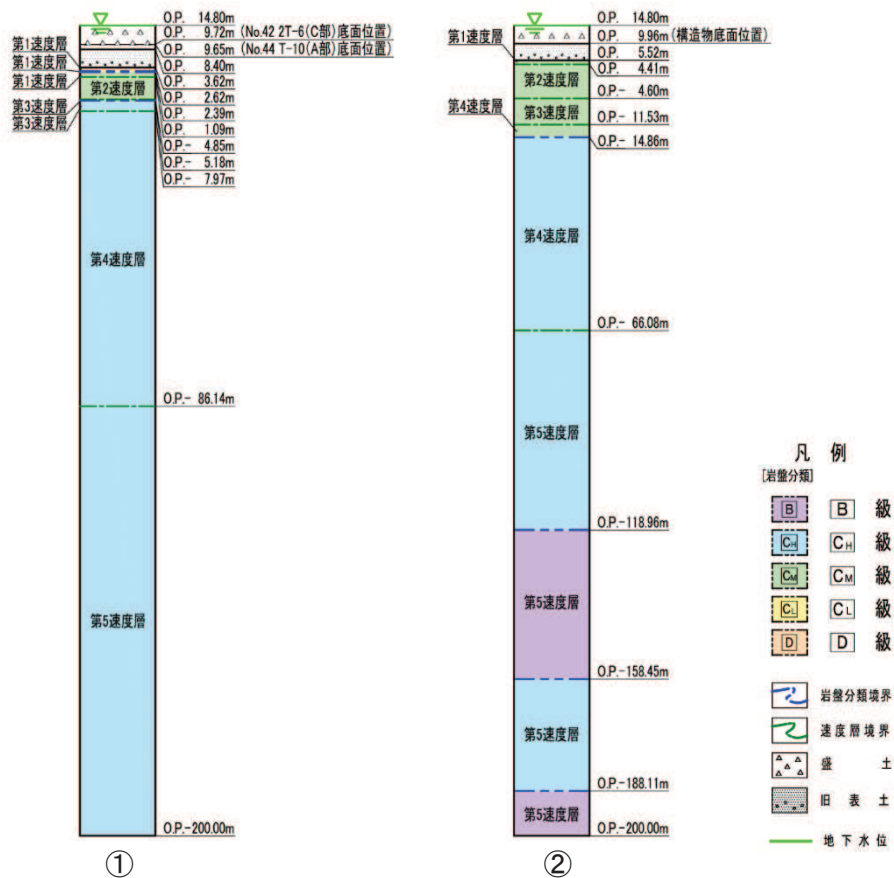 O.P. 14.80m
O.P. 9.72m (No.42 2T-6(C部)底面位置)
O.P. 9.65m (No.44 T-10(A部)底面位置)
O.P. 8.40m
O.P. 3.62m
O.P. 2.62m
O.P. 2.39m
O.P. 1.09m
O.P.- 4.85m
O.P.- 5.18m
O.P.- 7.97m
第1速度層
第1速度層
第1速度層
第2速度層
第3速度層
第3速度層
第4速度層
O.P.- 86.14m
第5速度層
O.P.-200.00m
①
O.P. 14.80m
O.P. 9.96m (構造物底面位置)
O.P. 5.52m
O.P. 4.41m
O.P.- 4.60m
O.P.- 11.53m
O.P.- 14.86m
第1速度層
第2速度層
第3速度層
第4速度層
第4速度層
O.P.- 66.08m
第5速度層
O.P.-118.96m
第5速度層
O.P.-158.45m
第5速度層
O.P.-188.11m
第5速度層
O.P.-200.00m
②
凡 例
[岩盤分類]
B B 級
CH CH 級
CM CM 級
CL CL 級
D D 級
岩盤分類境界
速度層境界
盛 土
旧 表 土
地下水位